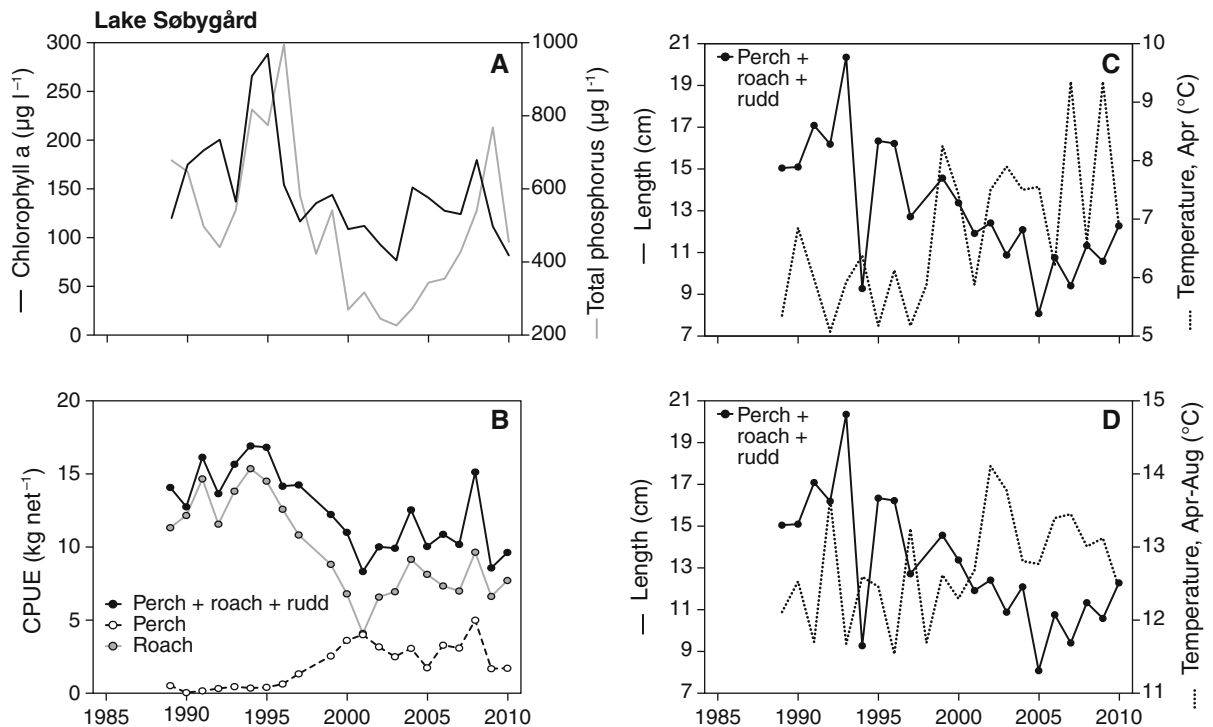 Lake Søbygård
A
300
250
200
150
100
50
0
— Chlorophyll a (µg l⁻¹)
1000
800
600
400
200
— Total phosphorus (µg l⁻¹)
B
20
15
10
5
0
CPUE (kg net⁻¹)
Perch + roach + rudd
Perch
Roach
1985 1990 1995 2000 2005 2010
C
21
19
17
15
13
11
9
7
— Length (cm)
Perch +
roach +
rudd
10
9
8
7
6
5
Temperature, Apr (°C)
D
21
19
17
15
13
11
9
7
— Length (cm)
Perch +
roach +
rudd
15
14
13
12
11
Temperature, Apr-Aug (°C)
1985 1990 1995 2000 2005 2010